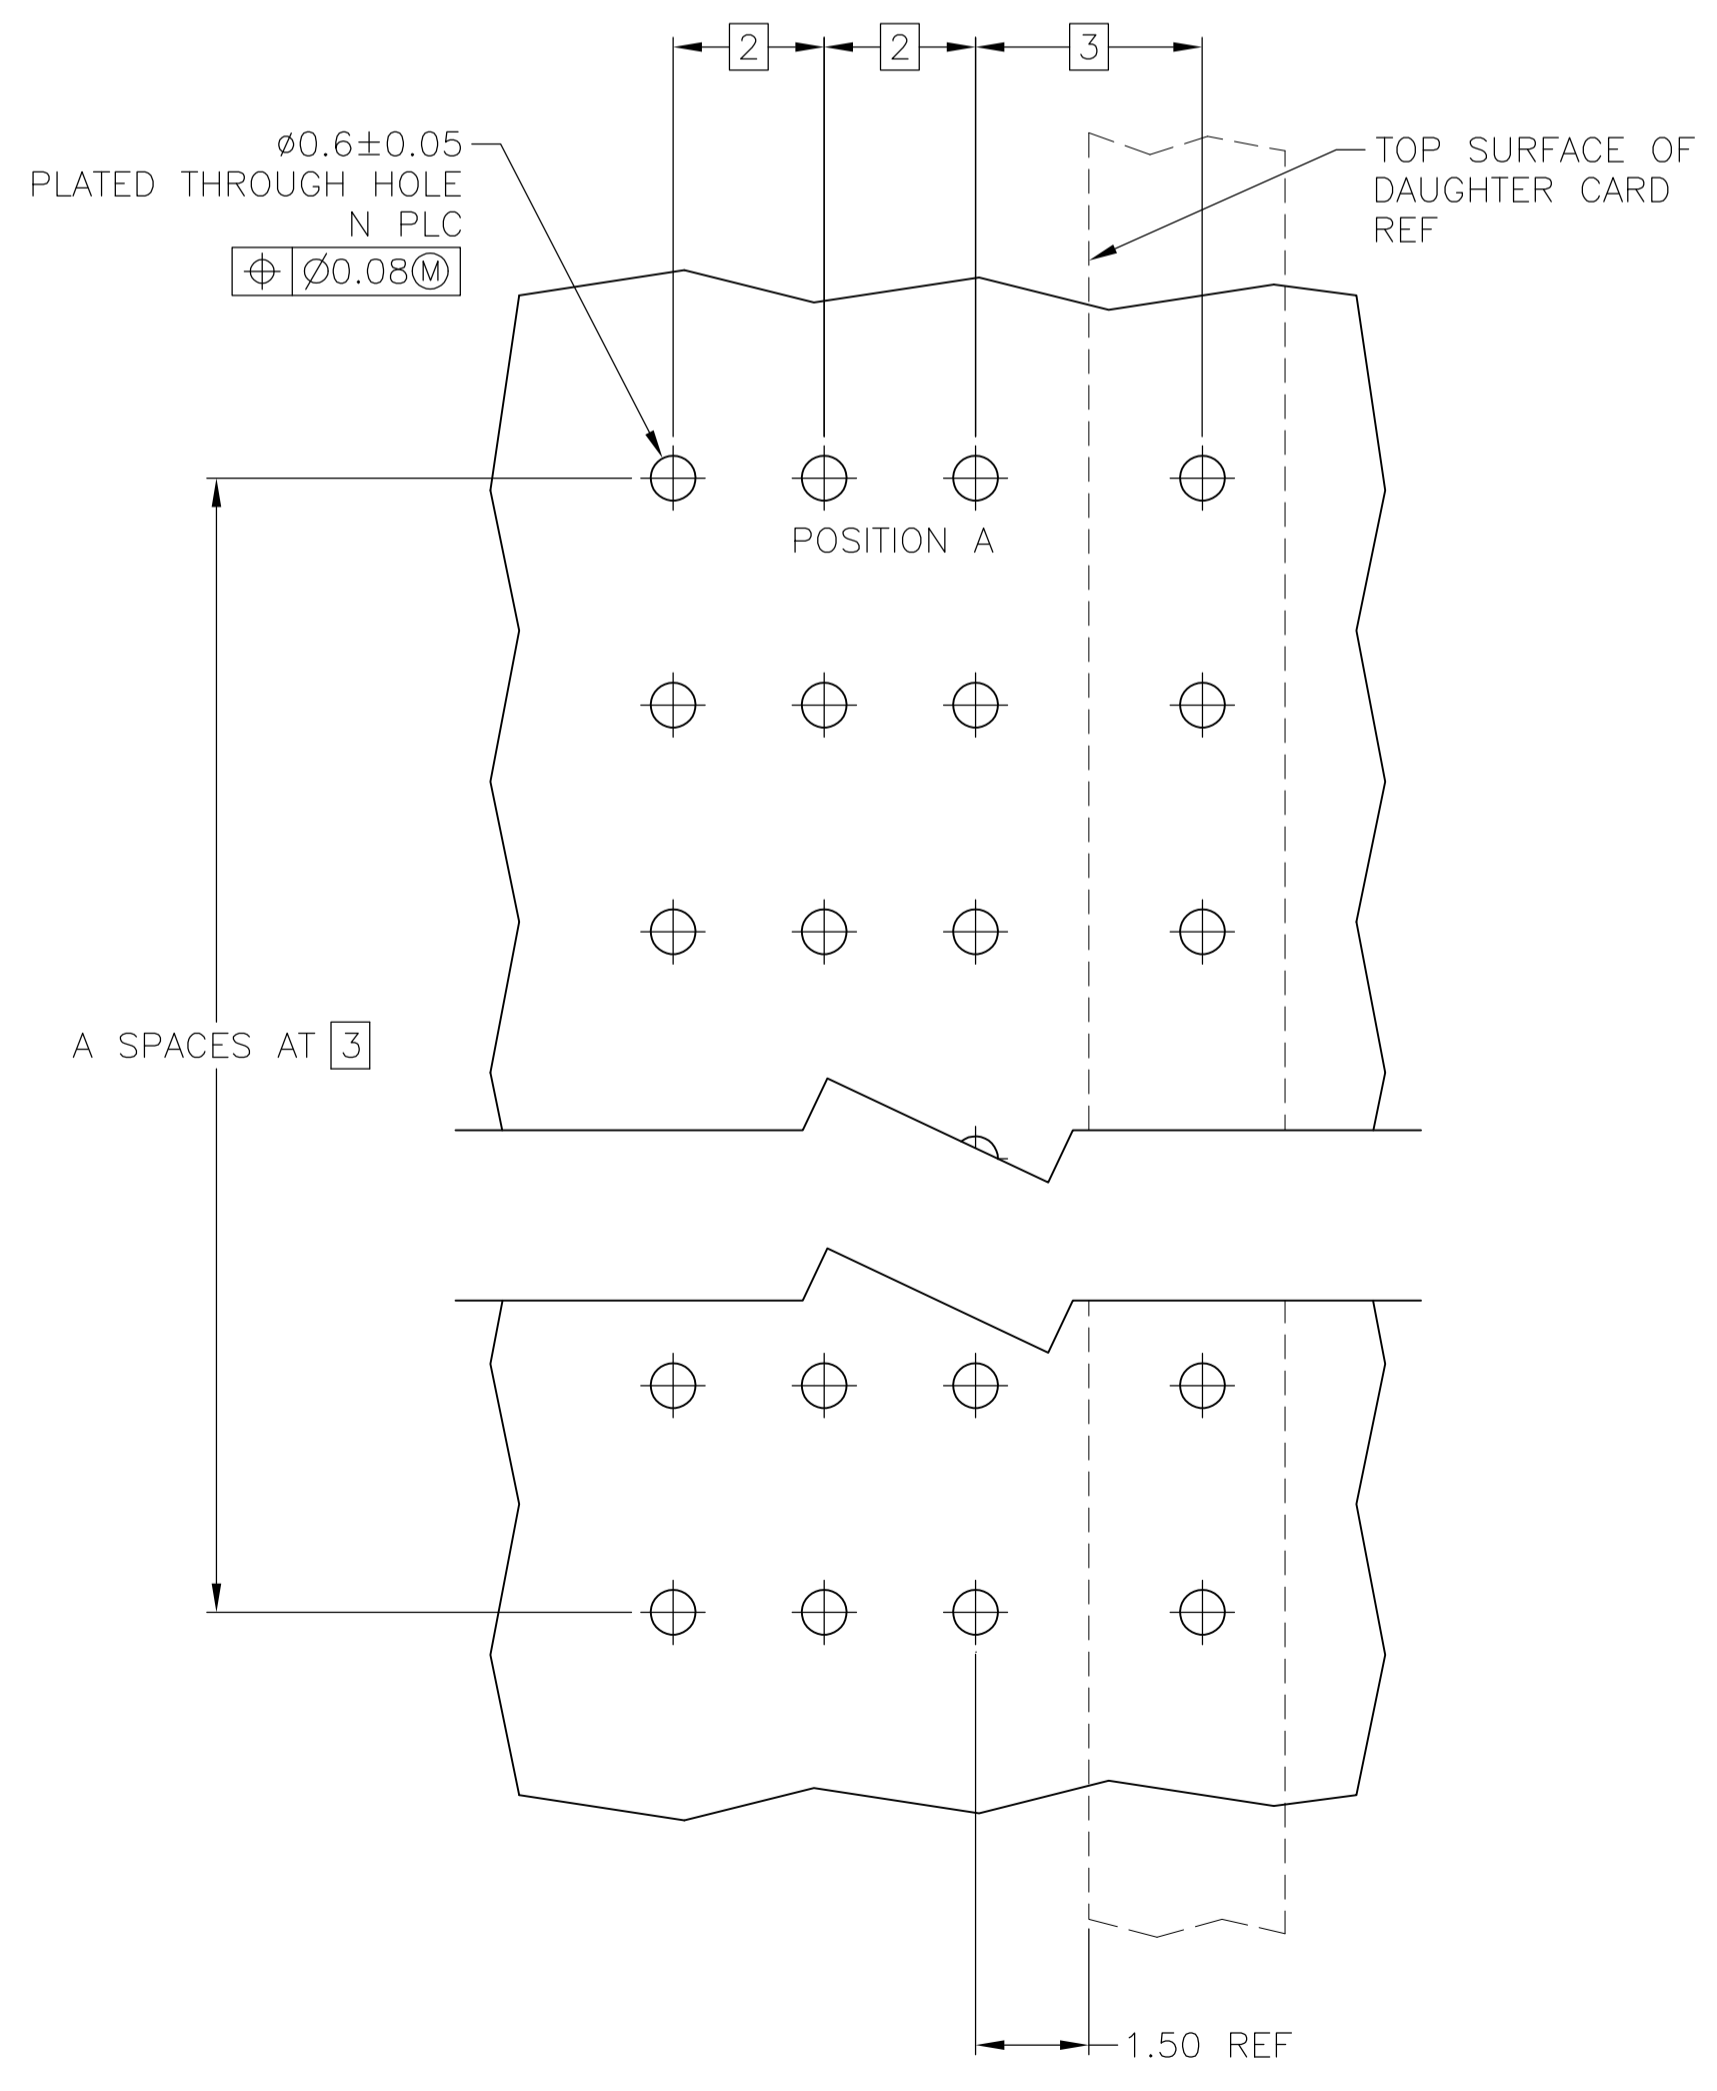 2 2 3
ø0.6±0.05
PLATED THROUGH HOLE
N PLC
⌖ Ø0.08Ⓜ
TOP SURFACE OF
DAUGHTER CARD
REF
POSITION A
A SPACES AT 3
1.50 REF